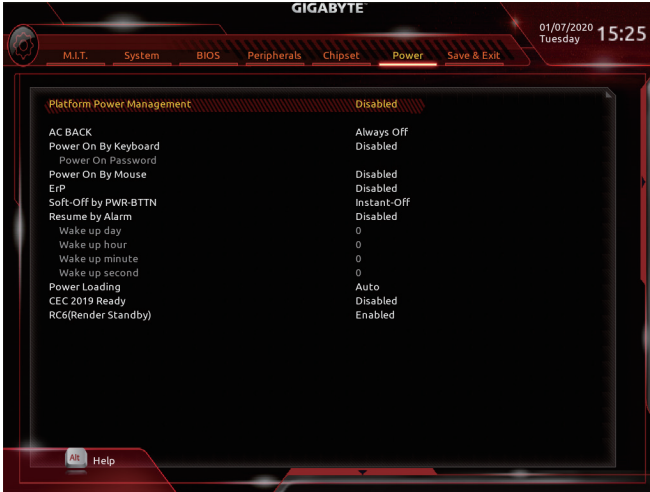 GIGABYTE™
01/07/2020 15:25
Tuesday
M.I.T. System BIOS Peripherals Chipset Power Save & Exit
Platform Power Management Disabled
AC BACK Always Off
Power On By Keyboard Disabled
Power On Password
Power On By Mouse Disabled
ErP Disabled
Soft-Off by PWR-BTTN Instant-Off
Resume by Alarm Disabled
Wake up day 0
Wake up hour 0
Wake up minute 0
Wake up second 0
Power Loading Auto
CEC 2019 Ready Disabled
RC6(Render Standby) Enabled
Alt Help